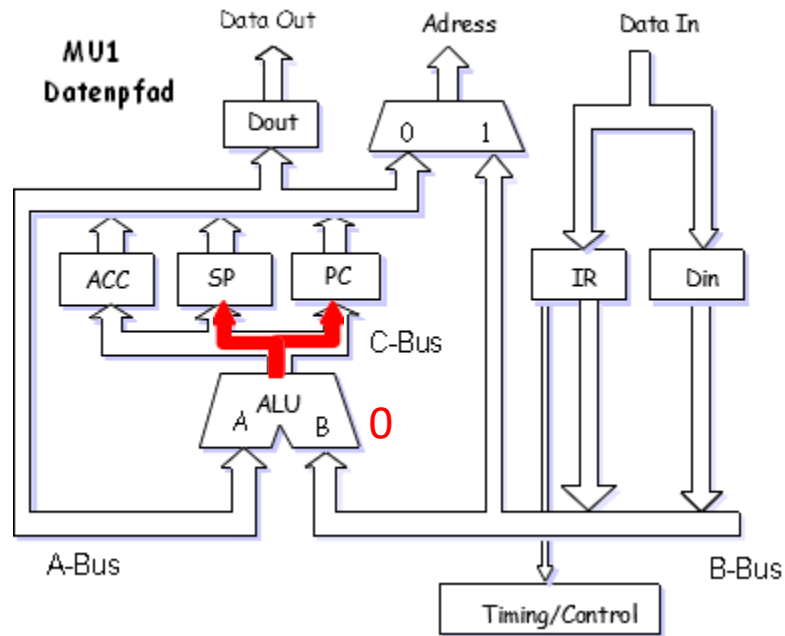 Data Out
Adress
Data In
MU1
Datenpfad
Dout
0 1
ACC
SP
PC
IR
Din
C-Bus
ALU
A B
0
A-Bus
B-Bus
Timing/Control